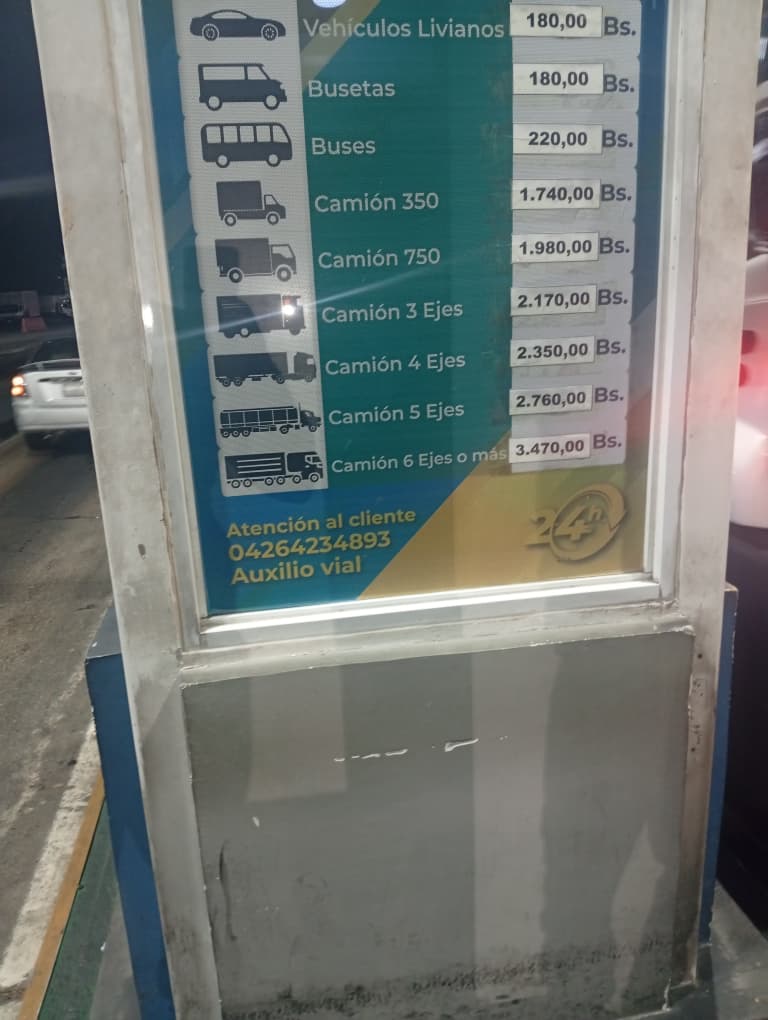 Vehículos Livianos 180,00 Bs.
Busetas 180,00 Bs.
Buses 220,00 Bs.
Camión 350 1.740,00 Bs.
Camión 750 1.980,00 Bs.
Camión 3 Ejes 2.170,00 Bs.
Camión 4 Ejes 2.350,00 Bs.
Camión 5 Ejes 2.760,00 Bs.
Camión 6 Ejes o más 3.470,00 Bs.
Atención al cliente
04264234893
Auxilio vial
24h